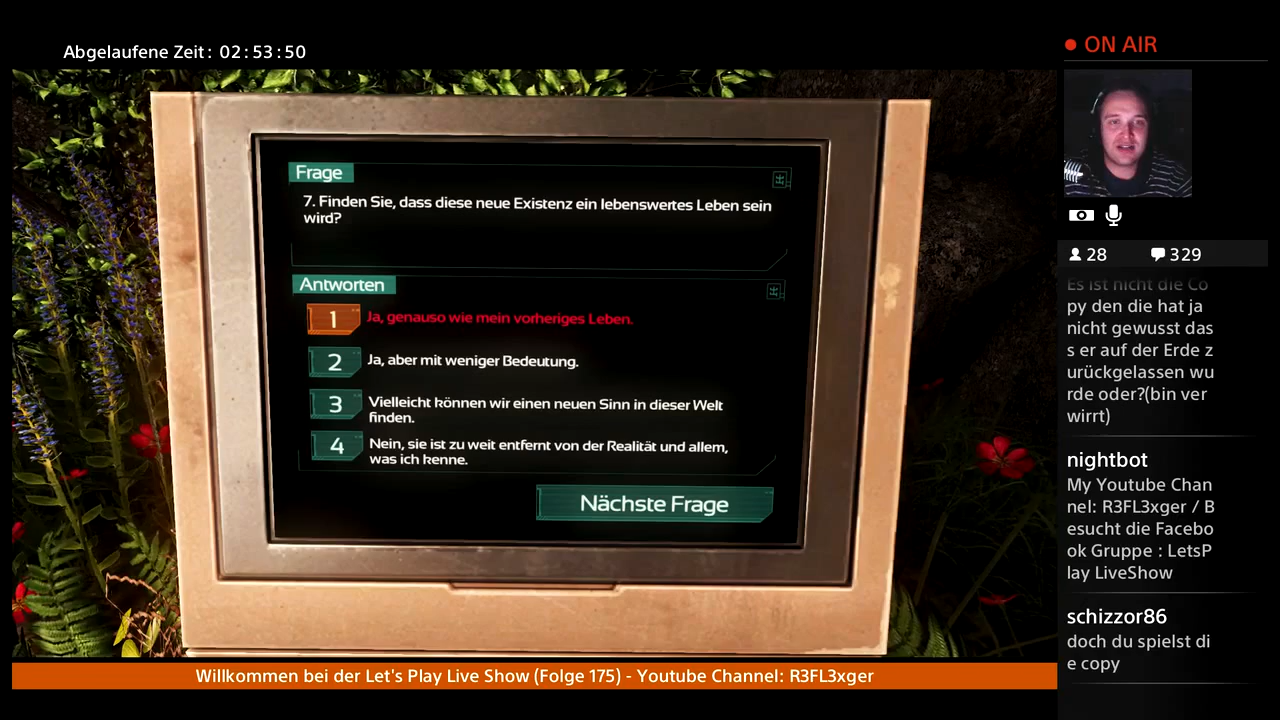 Abgelaufene Zeit: 02:53:50
ON AIR
Frage
7. Finden Sie, dass diese neue Existenz ein lebenswertes Leben sein
wird?
Antworten
1 Ja, genauso wie mein vorheriges Leben.
2 Ja, aber mit weniger Bedeutung.
3 Vielleicht können wir einen neuen Sinn in dieser Welt
finden.
4 Nein, sie ist zu weit entfernt von der Realität und allem,
was ich kenne.
Nächste Frage
28 329
Es ist nicht die Co
py den die hat ja
nicht gewusst das
s er auf der Erde z
urückgelassen wu
rde oder?(bin ver
wirrt)
nightbot
My Youtube Chan
nel: R3FL3xger / B
esucht die Facebo
ok Gruppe : LetsP
lay LiveShow
schizzor86
doch du spielst di
e copy
Willkommen bei der Let's Play Live Show (Folge 175) - Youtube Channel: R3FL3xger